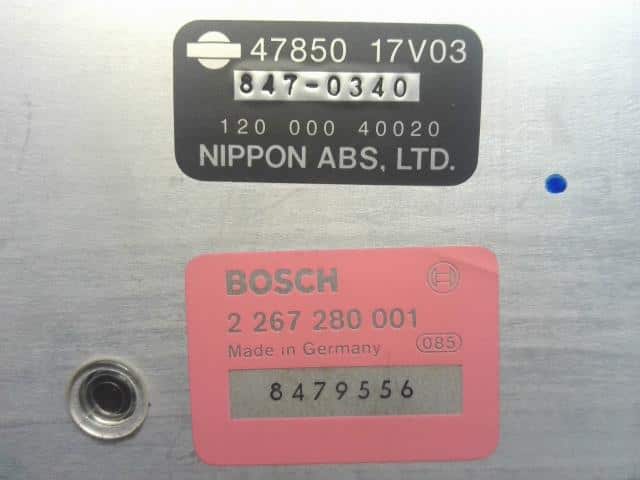 47850 17V03
847-0340
120 000 40020
NIPPON ABS, LTD.
BOSCH
2 267 280 001
Made in Germany 085
8479556